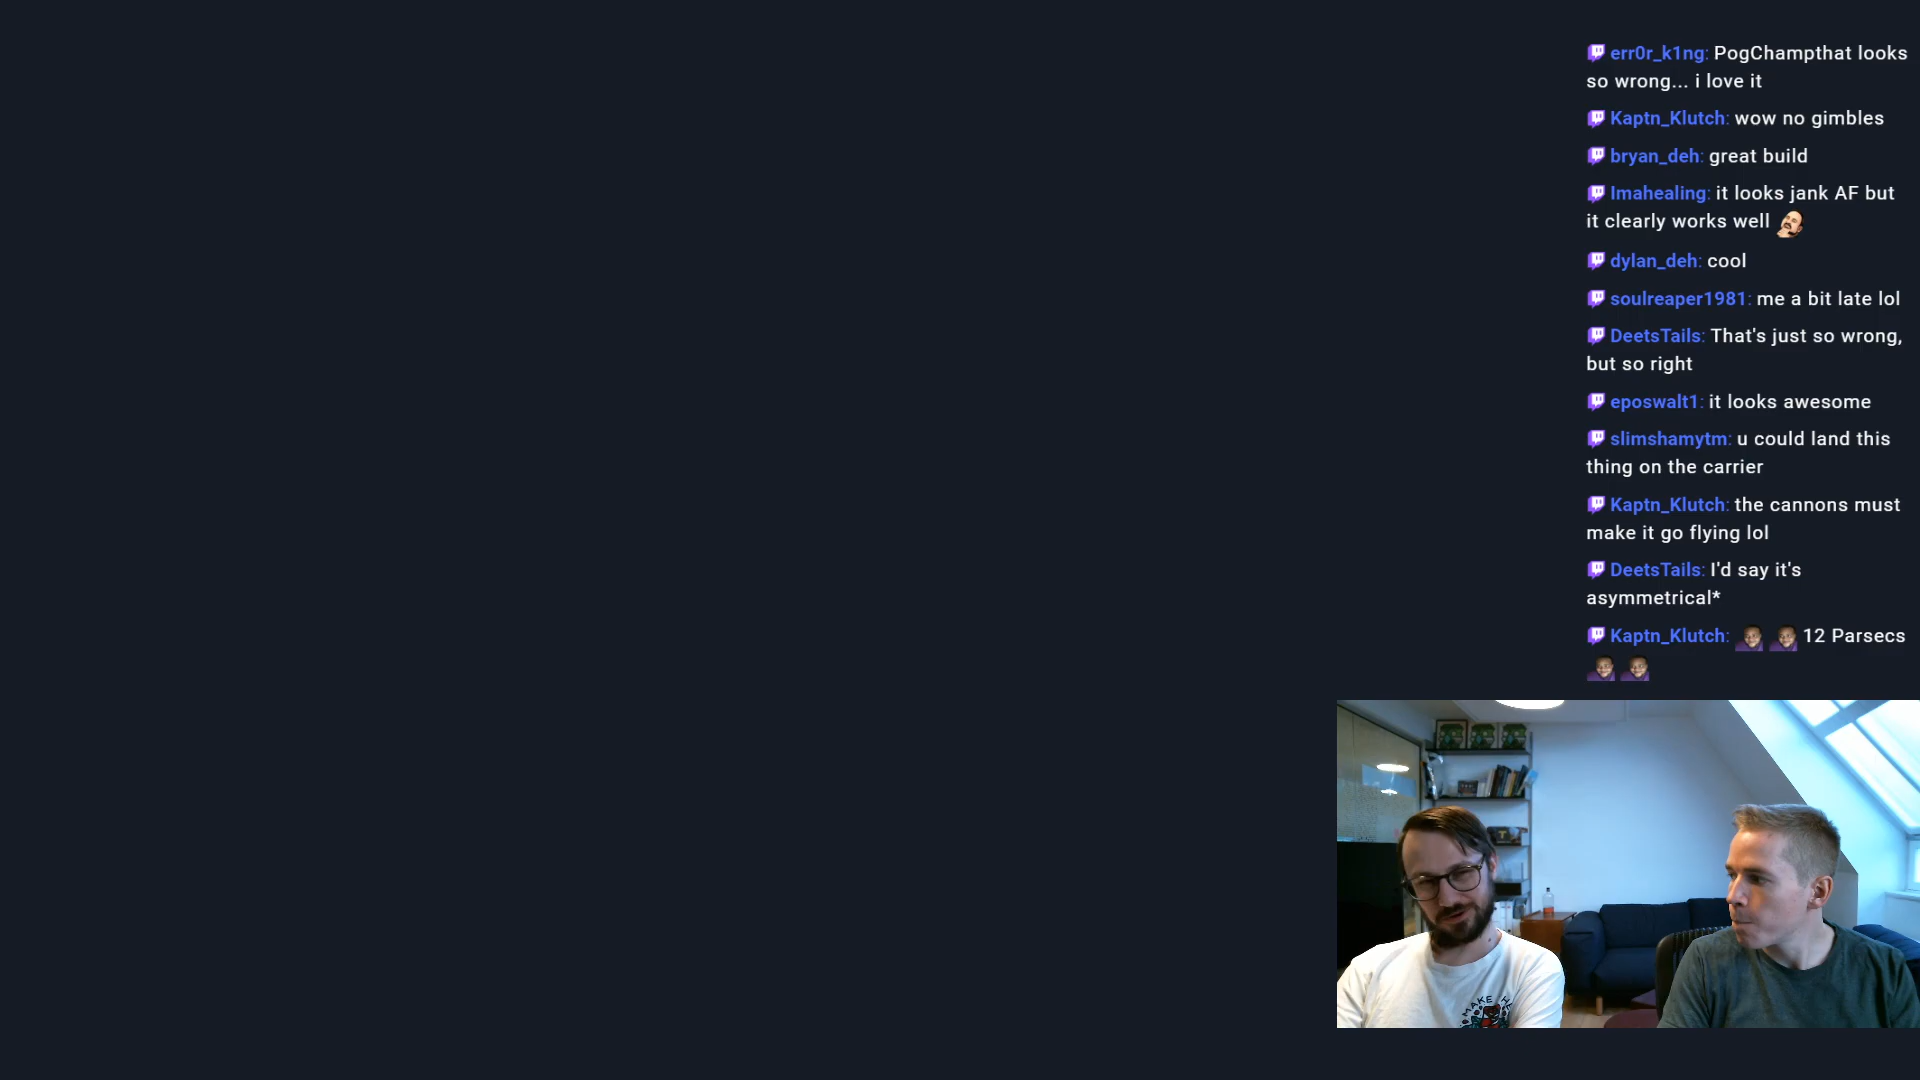 err0r_k1ng: PogChampthat looks
so wrong... i love it
Kaptn_Klutch: wow no gimbles
bryan_deh: great build
Imahealing: it looks jank AF but
it clearly works well
dylan_deh: cool
soulreaper1981: me a bit late lol
DeetsTails: That's just so wrong,
but so right
eposwalt1: it looks awesome
slimshamytm: u could land this
thing on the carrier
Kaptn_Klutch: the cannons must
make it go flying lol
DeetsTails: I'd say it's
asymmetrical*
Kaptn_Klutch: 12 Parsecs
MAKE